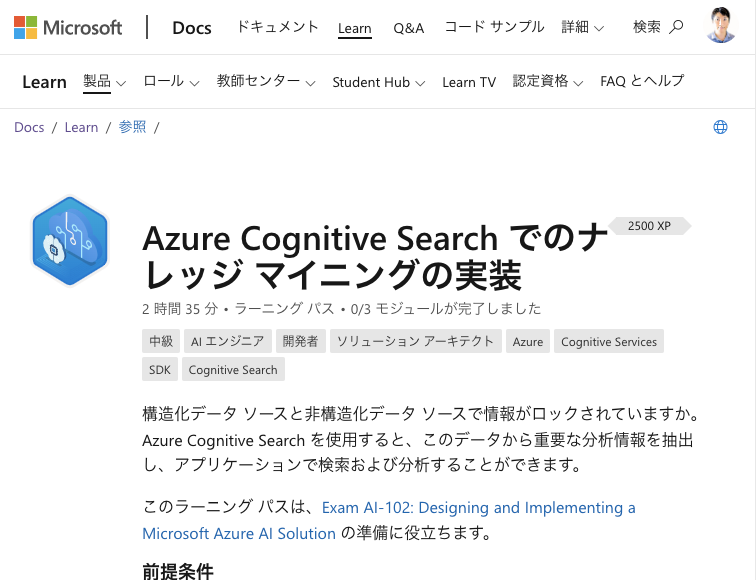 Microsoft
Docs
ドキュメント
Learn
Q&A
コード サンプル
詳細
検索
Learn
製品
ロール
教師センター
Student Hub
Learn TV
認定資格
FAQ とヘルプ
Docs / Learn / 参照 /
2500 XP
Azure Cognitive Search でのナ
レッジ マイニングの実装
2 時間 35 分 • ラーニング パス • 0/3 モジュールが完了しました
中級
AI エンジニア
開発者
ソリューション アーキテクト
Azure
Cognitive Services
SDK
Cognitive Search
構造化データ ソースと非構造化データ ソースで情報がロックされていますか。
Azure Cognitive Search を使用すると、このデータから重要な分析情報を抽出
し、アプリケーションで検索および分析することができます。
このラーニング パスは、Exam AI-102: Designing and Implementing a
Microsoft Azure AI Solution の準備に役立ちます。
前提条件